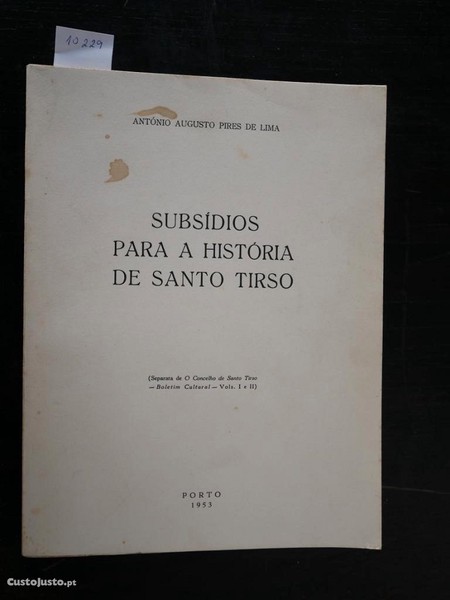 10229
ANTÓNIO AUGUSTO PIRES DE LIMA
SUBSÍDIOS
PARA A HISTÓRIA
DE SANTO TIRSO
(Separata de O Concelho de Santo Tirso
— Boletim Cultural — Vols. I e II)
PORTO
1953
CustoJusto.pt